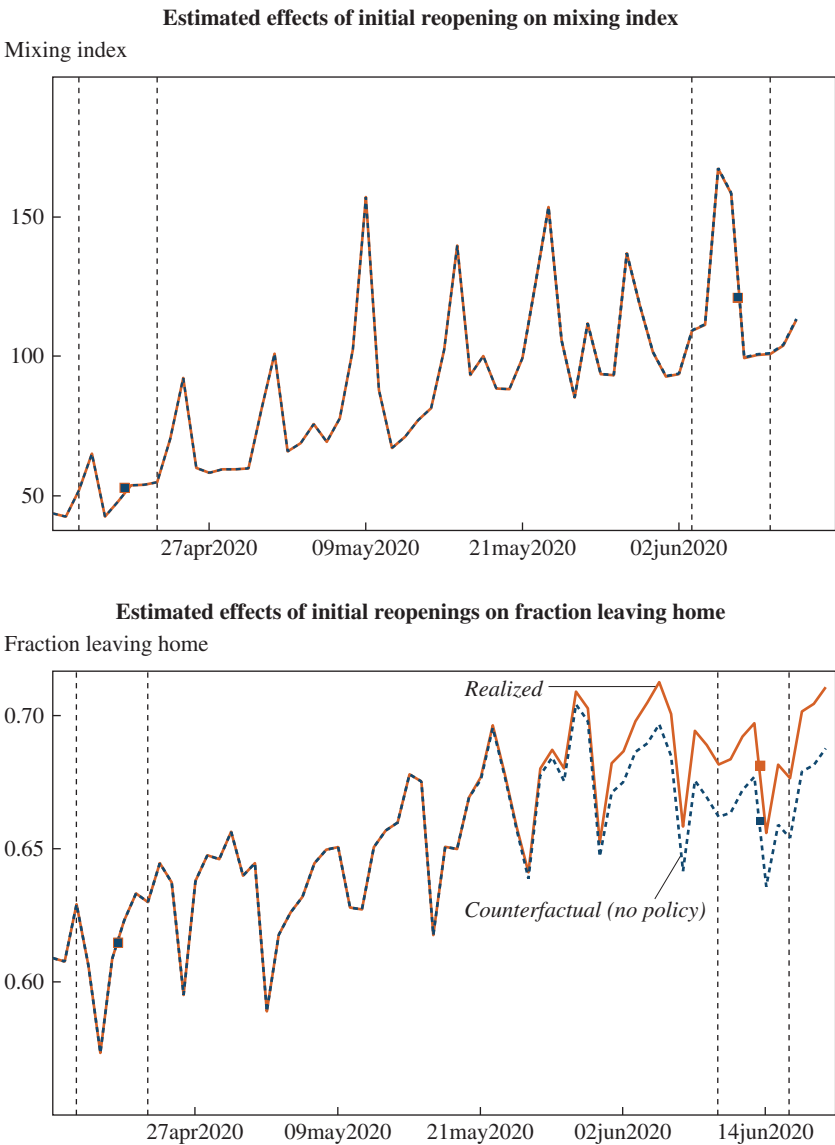 Estimated effects of initial reopening on mixing index
Mixing index
150
100
50
27apr2020 09may2020 21may2020 02jun2020
Estimated effects of initial reopenings on fraction leaving home
Fraction leaving home
Realized
0.70
0.65
Counterfactual (no policy)
0.60
27apr2020 09may2020 21may2020 02jun2020 14jun2020